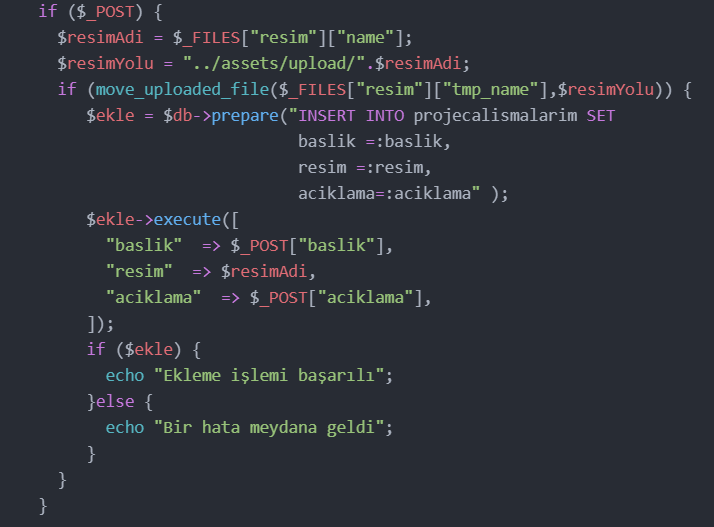 if ($_POST) {
$resimAdi = $_FILES["resim"]["name"];
$resimYolu = "../assets/upload/".$resimAdi;
if (move_uploaded_file($_FILES["resim"]["tmp_name"],$resimYolu)) {
$ekle = $db->prepare("INSERT INTO projecalismalarim SET
baslik =:baslik,
resim =:resim,
aciklama=:aciklama" );
$ekle->execute([
"baslik"  => $_POST["baslik"],
"resim"  => $resimAdi,
"aciklama"  => $_POST["aciklama"],
]);
if ($ekle) {
echo "Ekleme işlemi başarılı";
}else {
echo "Bir hata meydana geldi";
}
}
}